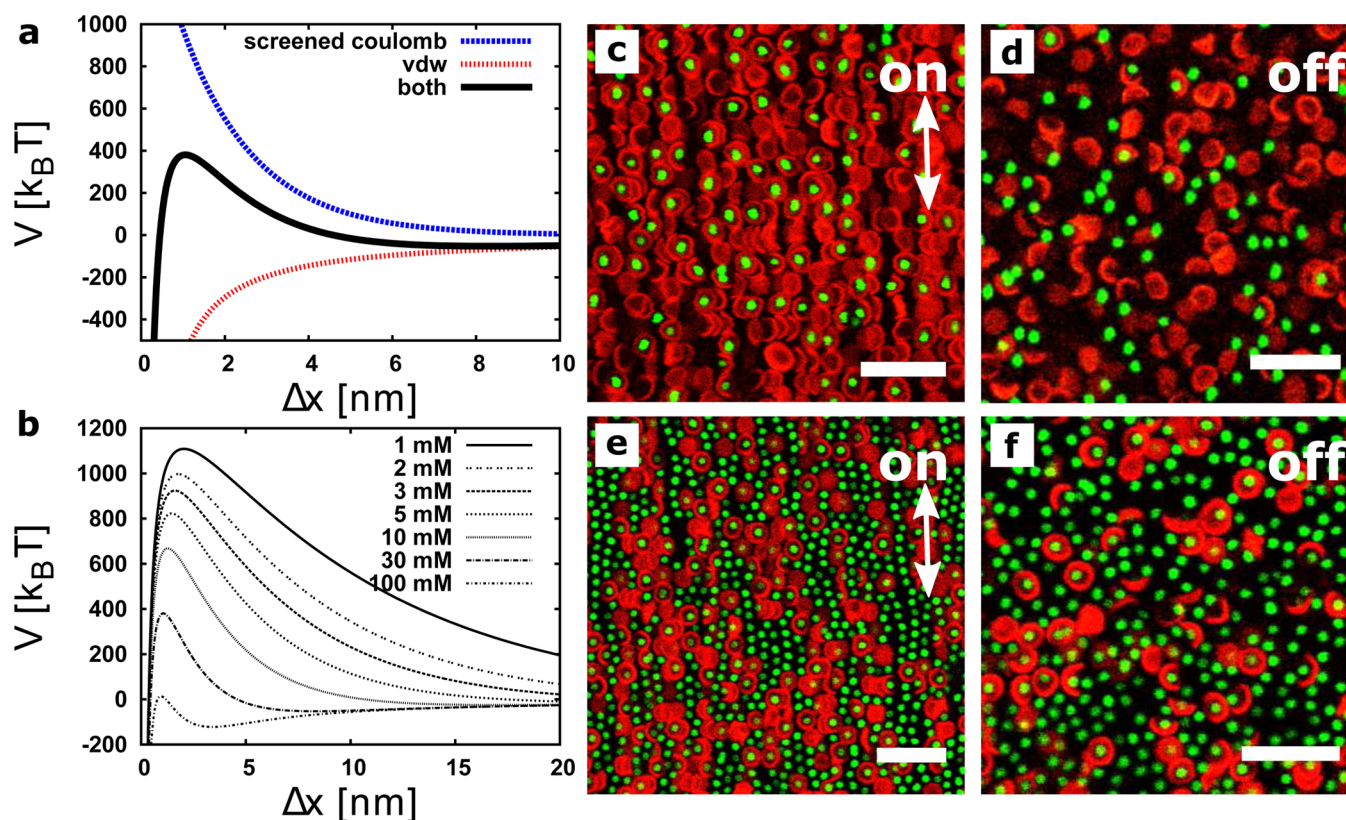 a
1000
800
600
400
200
0
-200
-400
0 2 4 6 8 10
V [k_BT]
Δx [nm]
screened coulomb
vdw
both
b
1200
1000
800
600
400
200
0
-200
0 5 10 15 20
V [k_BT]
Δx [nm]
1 mM
2 mM
3 mM
5 mM
10 mM
30 mM
100 mM
c
on
d
off
e
on
f
off